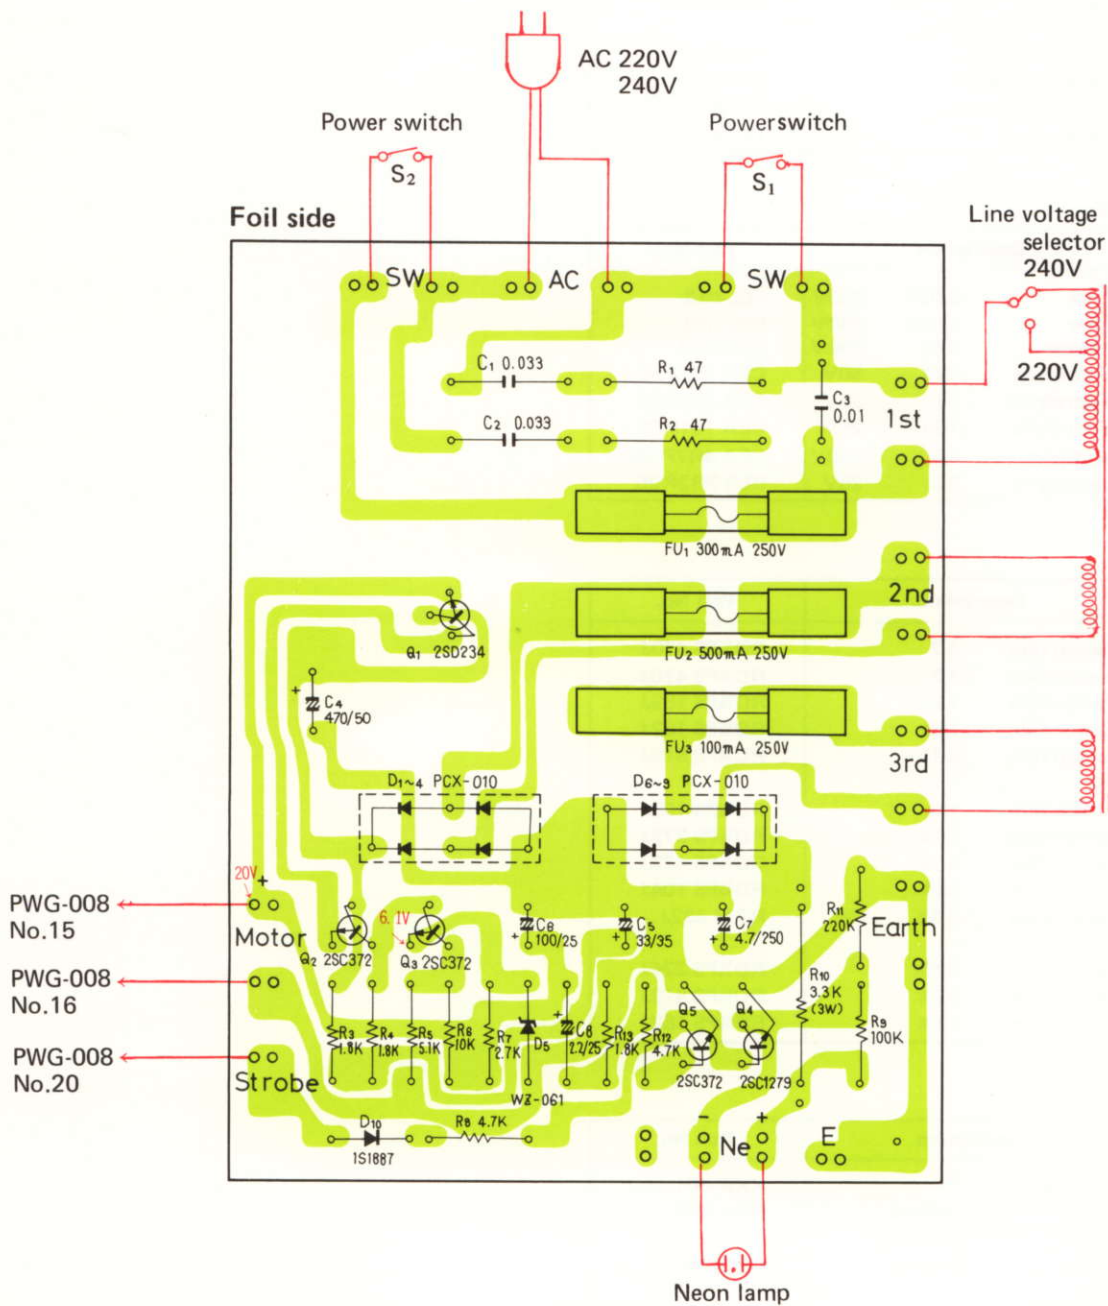 AC 220V
240V
Power switch
Powerswitch
S2
S1
Foil side
Line voltage
selector
240V
220V
SW
AC
SW
C1 0.033
R1 47
C3
0.01
1st
C2 0.033
R2 47
FU1 300mA 250V
2nd
Q1 2SD234
FU2 500mA 250V
+
C4
470/50
FU3 100mA 250V
3rd
D1~4 PCX-010
D6~9 PCX-010
20V
+
PWG-008
No.15
Motor
6.1V
Q2 2SC372
Q3 2SC372
C6
100/25
+
C5
33/35
+
C7
4.7/250
+
R11
220K
Earth
PWG-008
No.16
R10
3.3K
(3W)
R3
1.8K
R4
1.8K
R5
5.1K
R6
10K
R7
2.7K
D5
+
C8
2.2/25
R13
1.8K
R12
4.7K
Q5
Q4
R9
100K
PWG-008
No.20
Strobe
WZ-061
2SC372
2SC1279
D10
1S1887
R8 4.7K
-
+
Ne
E
Neon lamp